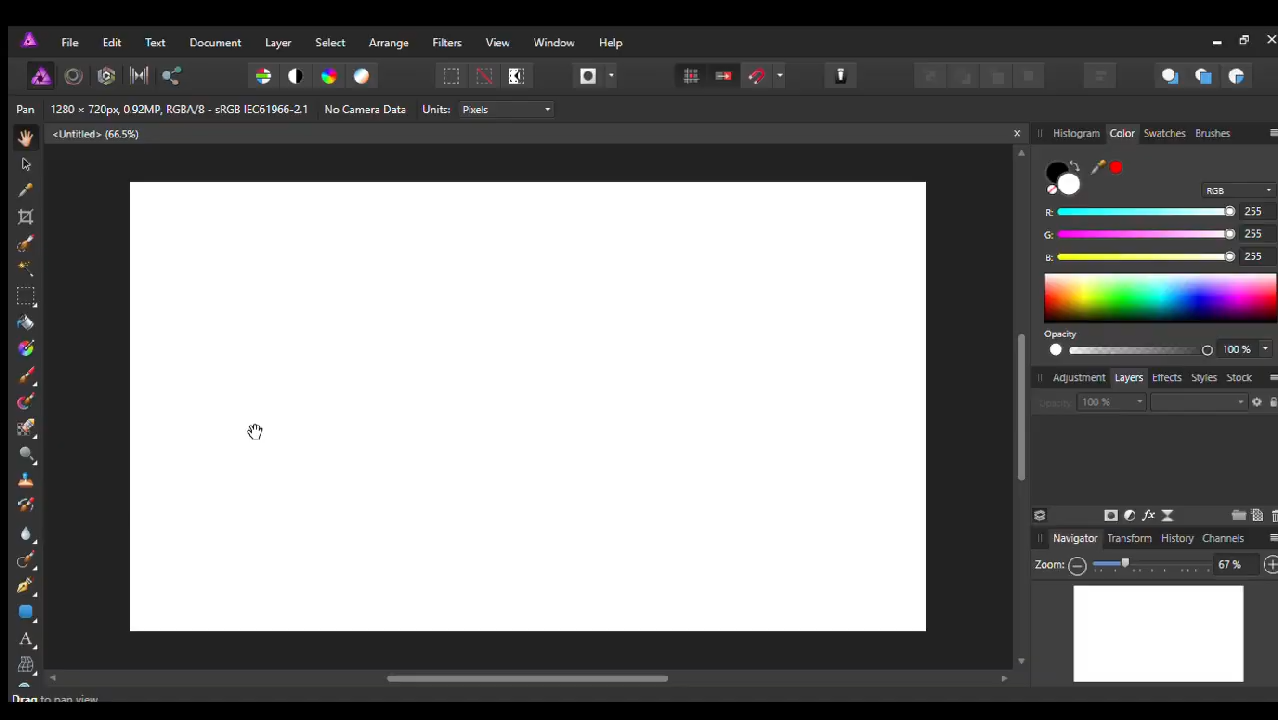 File Edit Text Document Layer Select Arrange Filters View Window Help
Pan 1280 × 720px, 0.92MP, RGBA/8 - sRGB IEC61966-2.1 No Camera Data Units: Pixels
<Untitled> (66.5%) x
Histogram Color Swatches Brushes
RGB
R: 255
G: 255
B: 255
Opacity
100 %
Adjustment Layers Effects Styles Stock
Opacity: 100 %
Navigator Transform History Channels
Zoom: 67 %
Drag to pan view.